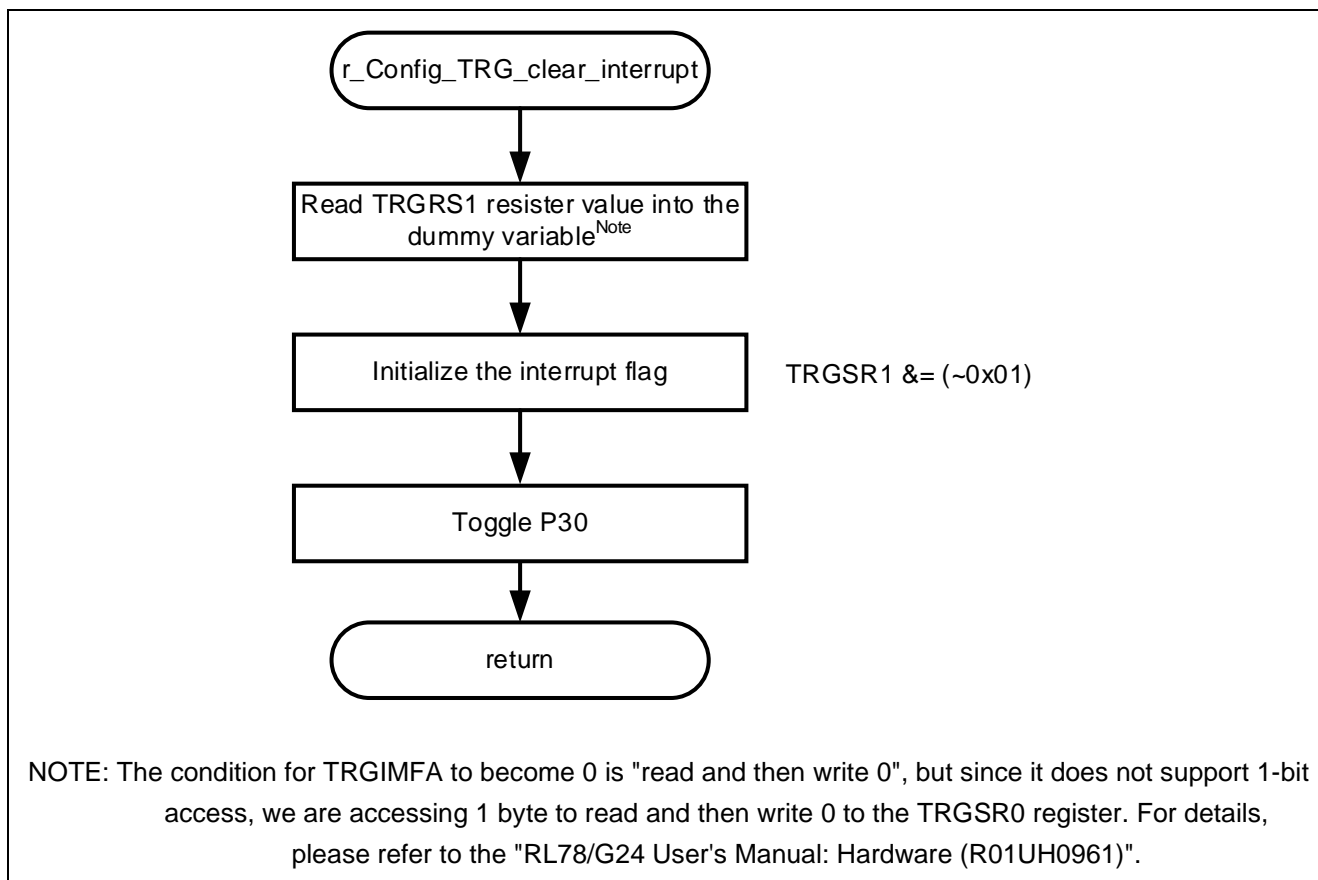 r_Config_TRG_clear_interrupt
Read TRGRS1 resister value into the
dummy variableNote
Initialize the interrupt flag
TRGSR1 &= (~0x01)
Toggle P30
return
NOTE: The condition for TRGIMFA to become 0 is "read and then write 0", but since it does not support 1-bit
access, we are accessing 1 byte to read and then write 0 to the TRGSR0 register. For details,
please refer to the "RL78/G24 User's Manual: Hardware (R01UH0961)".